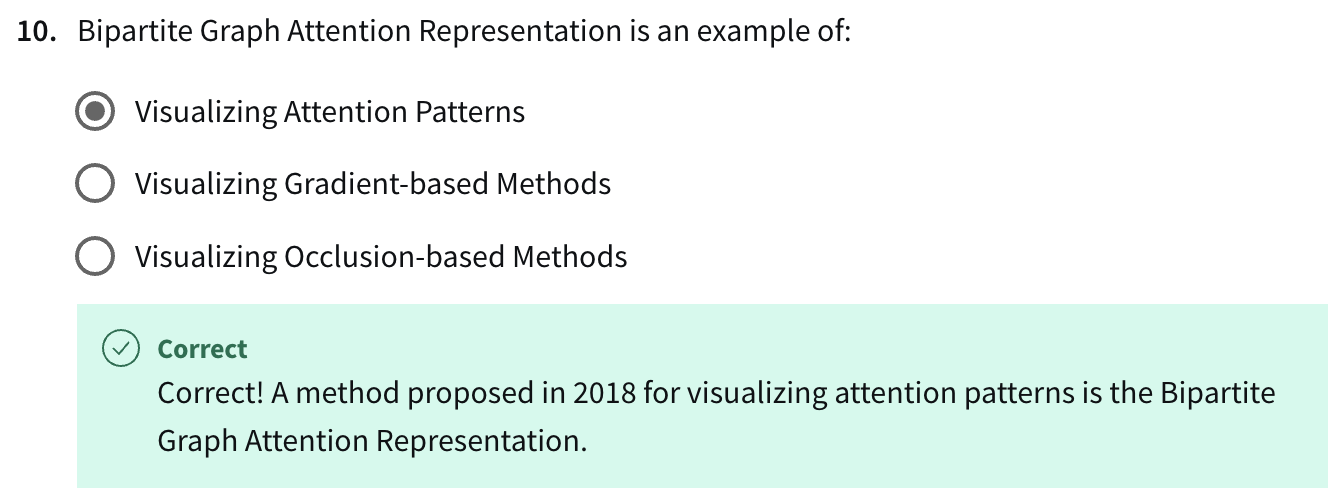 10. Bipartite Graph Attention Representation is an example of:
Visualizing Attention Patterns
Visualizing Gradient-based Methods
Visualizing Occlusion-based Methods
Correct
Correct! A method proposed in 2018 for visualizing attention patterns is the Bipartite
Graph Attention Representation.